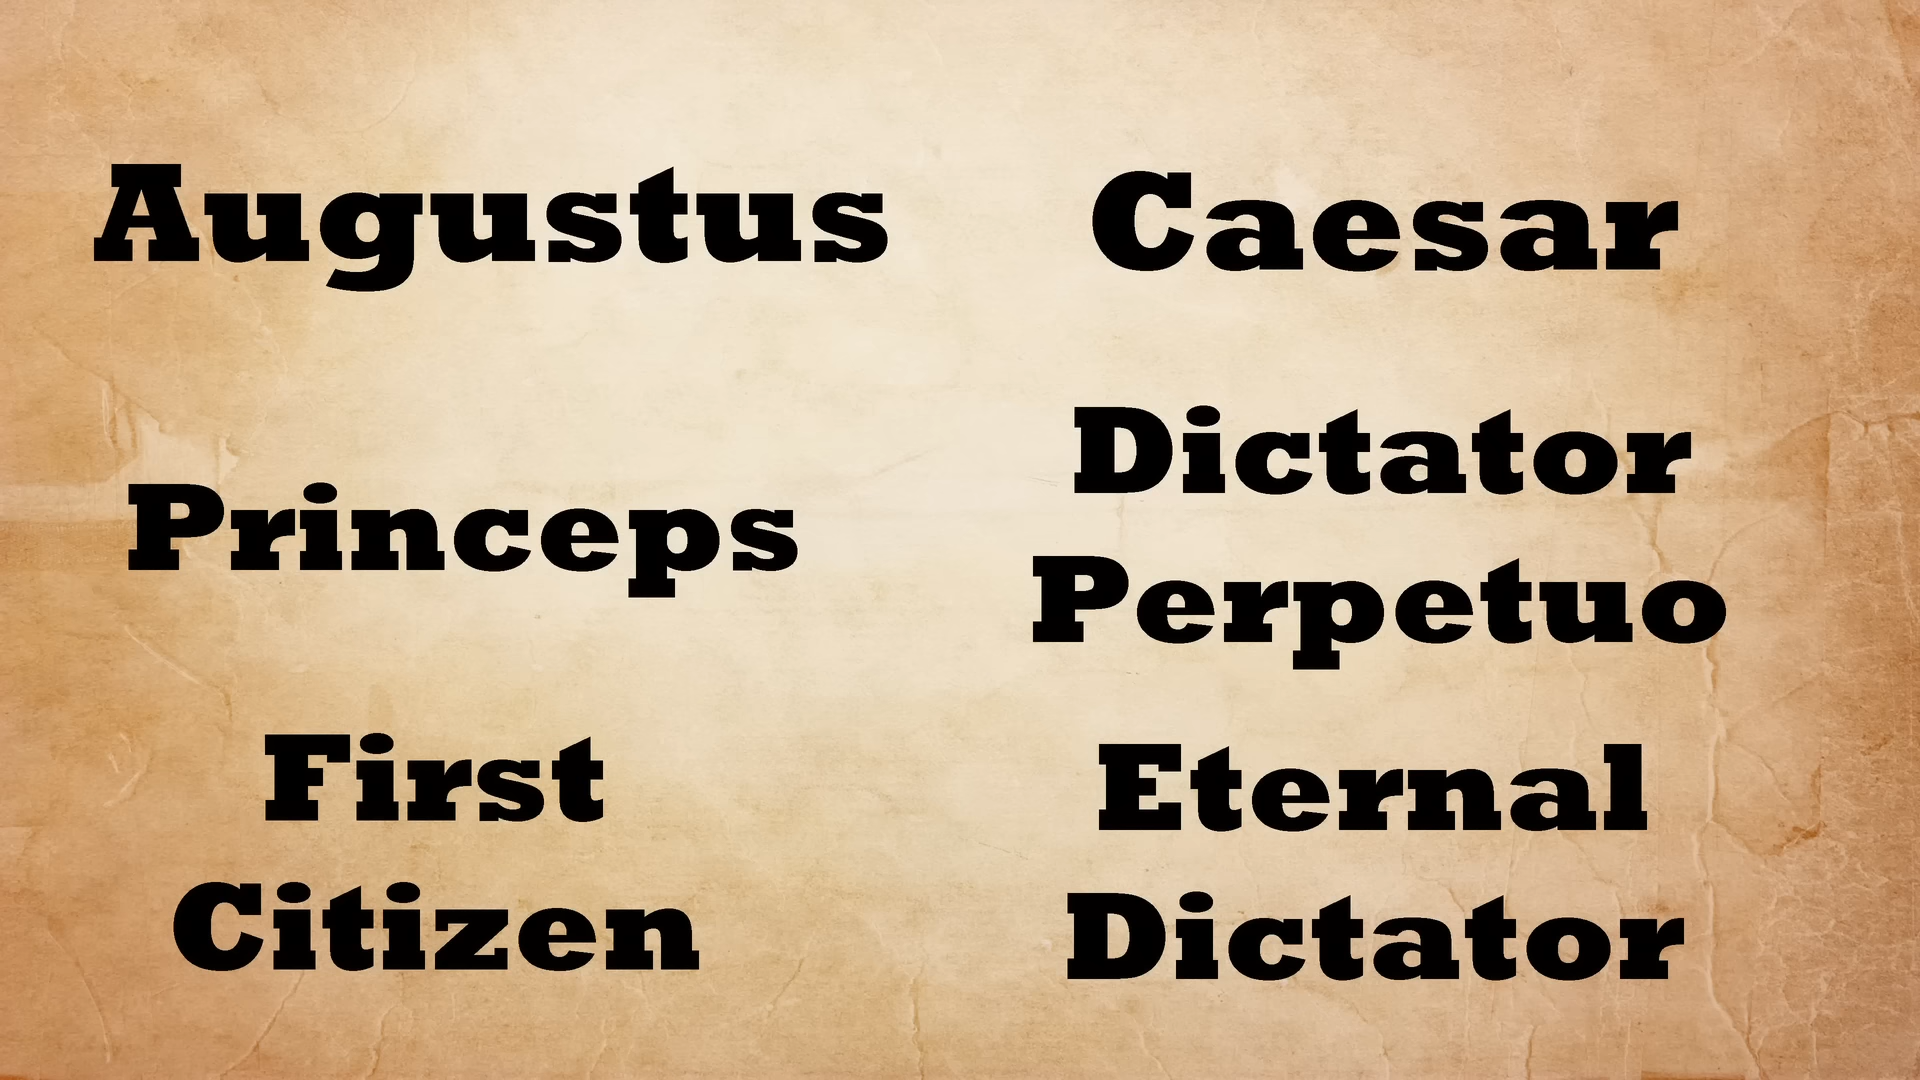 Augustus
Princeps
First
Citizen
Caesar
Dictator
Perpetuo
Eternal
Dictator